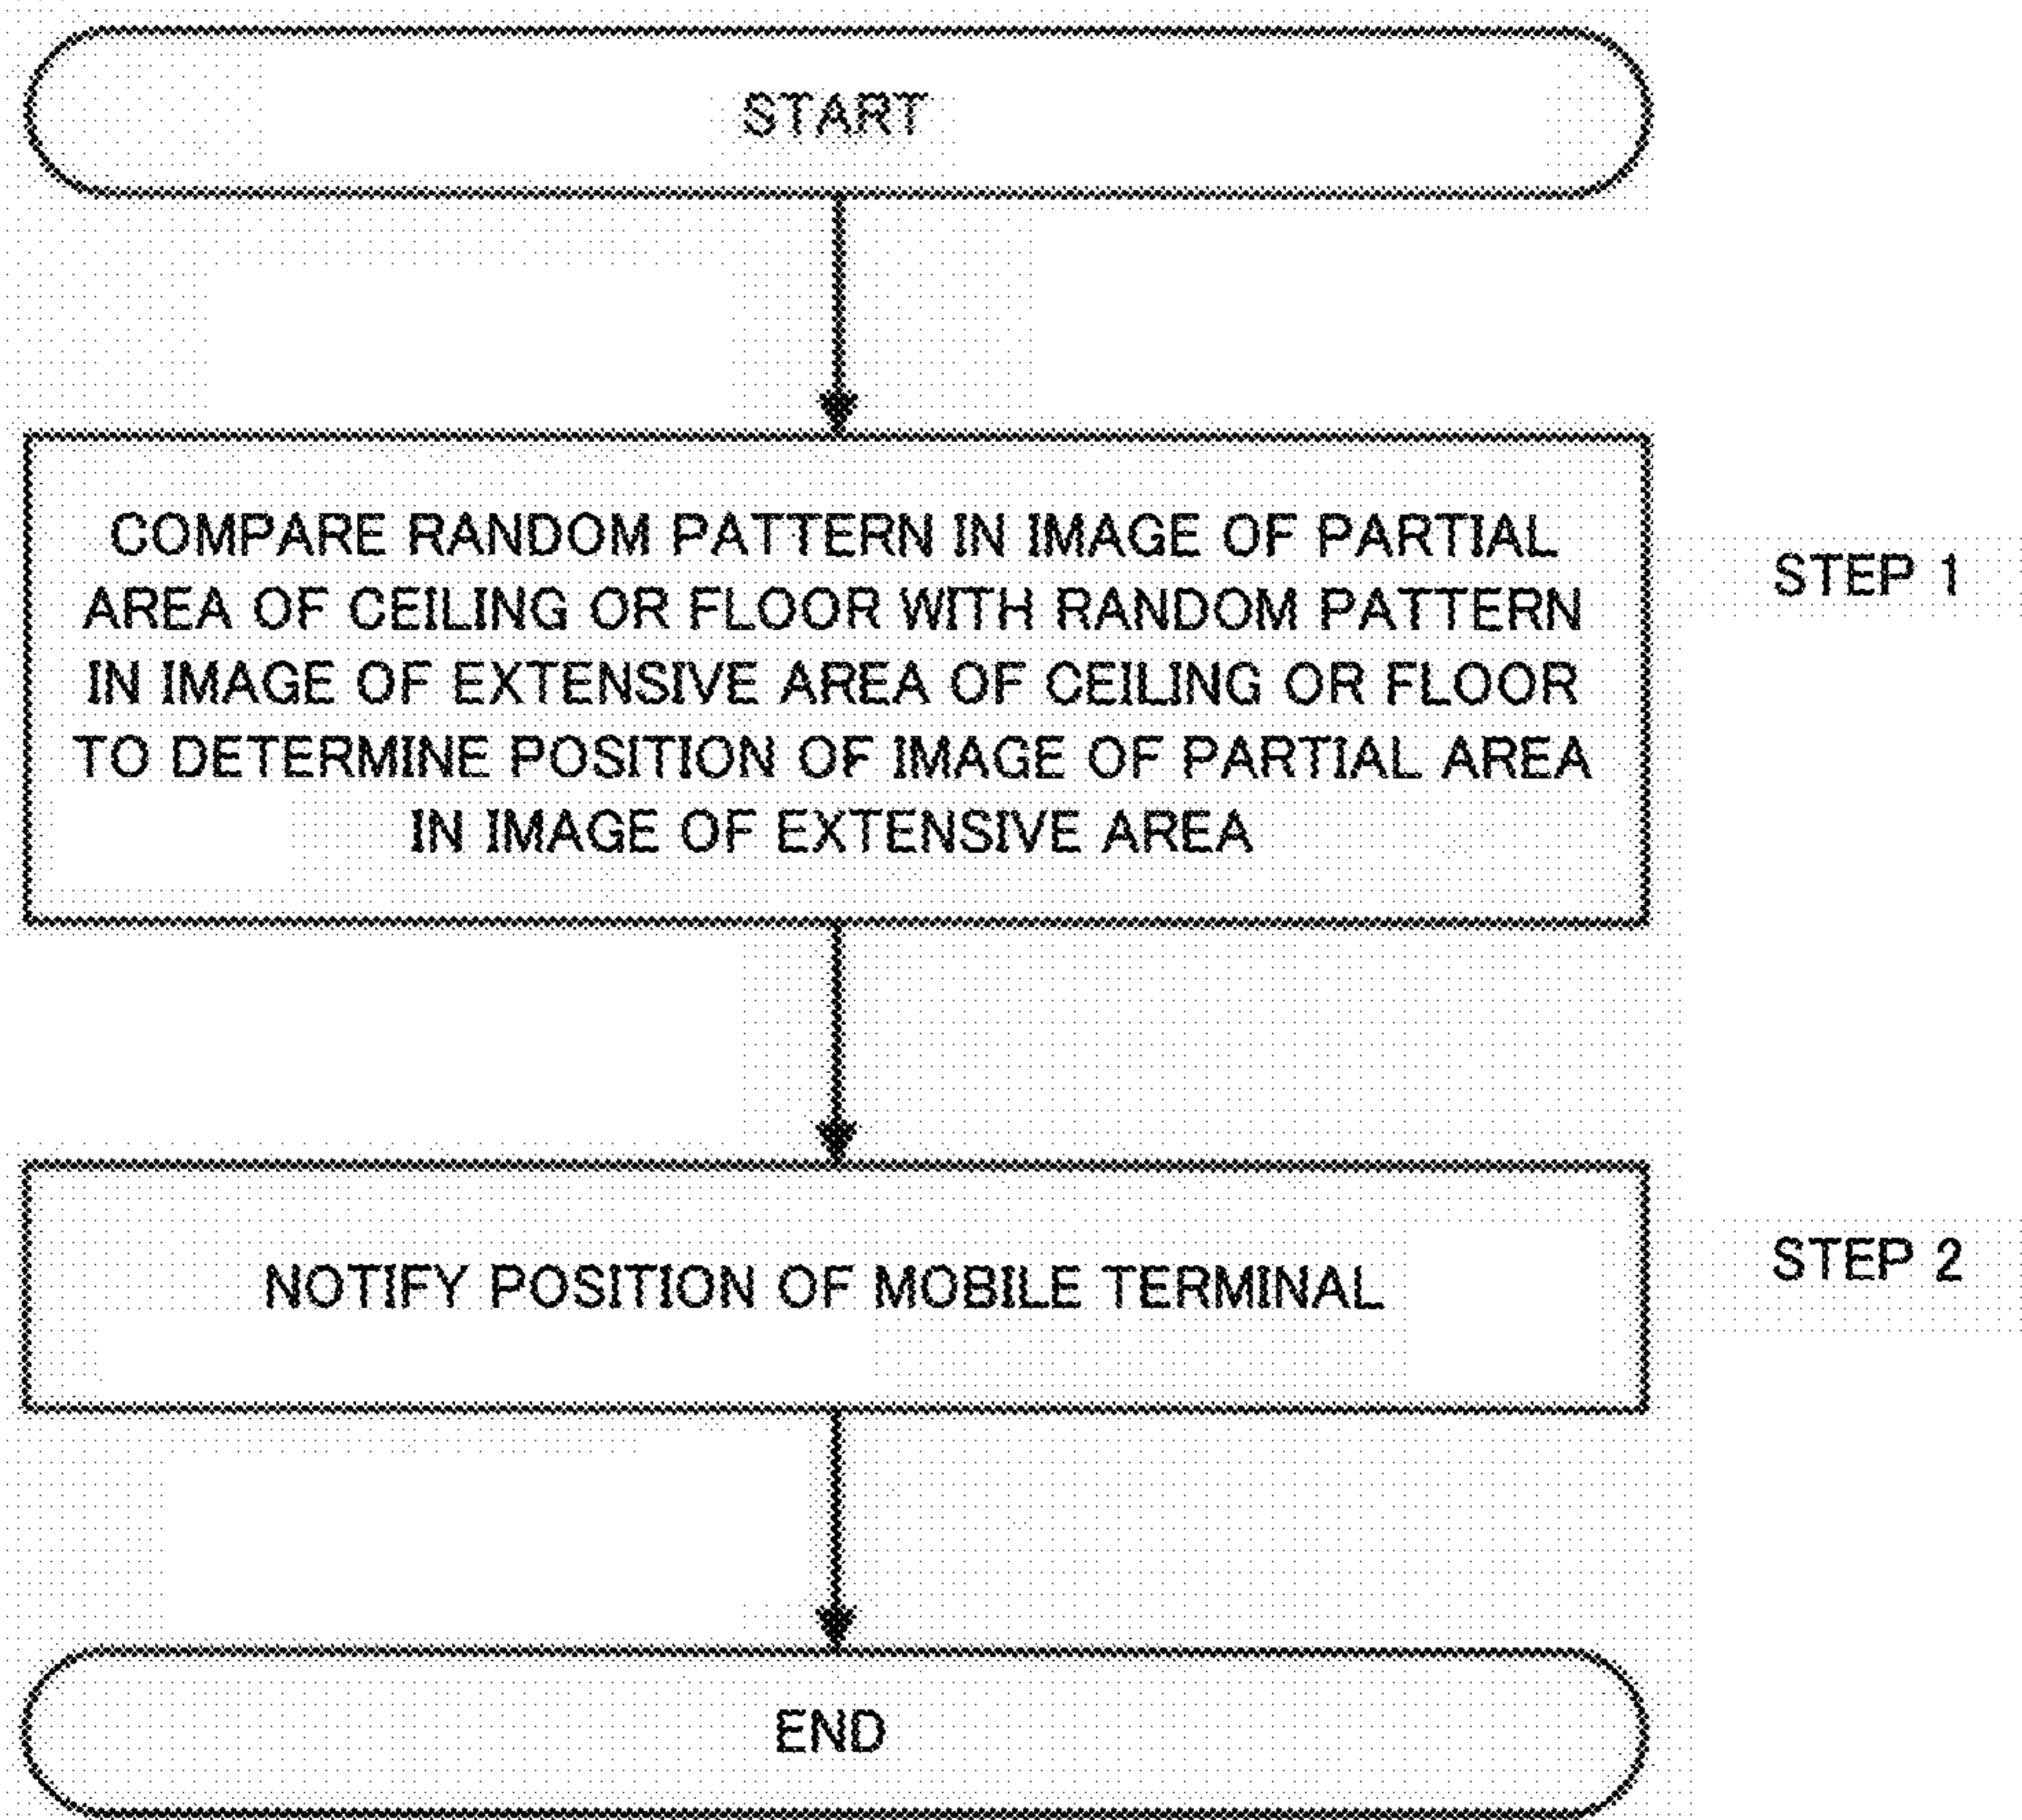 START
COMPARE RANDOM PATTERN IN IMAGE OF PARTIAL
AREA OF CEILING OR FLOOR WITH RANDOM PATTERN
IN IMAGE OF EXTENSIVE AREA OF CEILING OR FLOOR
TO DETERMINE POSITION OF IMAGE OF PARTIAL AREA
IN IMAGE OF EXTENSIVE AREA
STEP 1
NOTIFY POSITION OF MOBILE TERMINAL
STEP 2
END